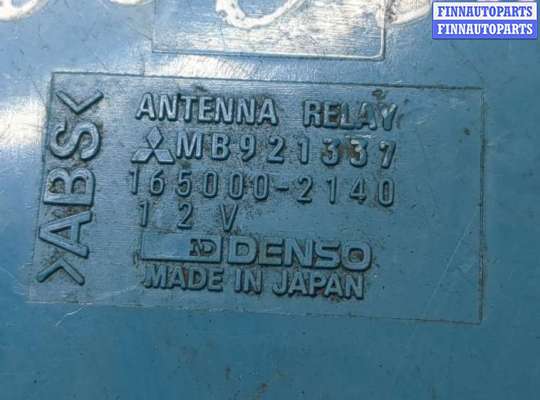 FINNAUTOPARTS
FINNAUTOPARTS
>ABS<
ANTENNA RELAY
MB921337
165000-2140
12V
DENSO
MADE IN JAPAN